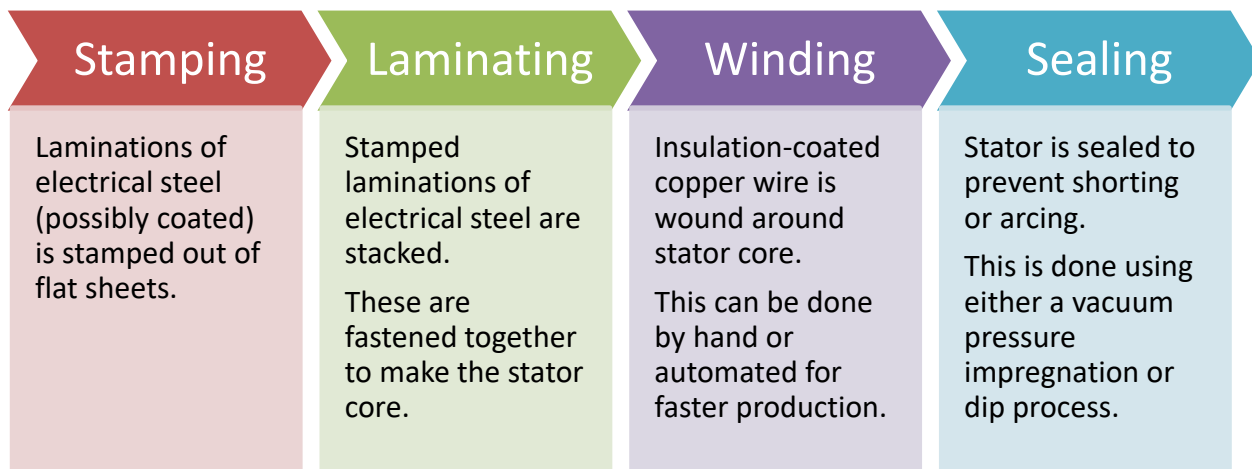 Stamping
Laminations of
electrical steel
(possibly coated)
is stamped out of
flat sheets.
Laminating
Stamped
laminations of
electrical steel are
stacked.
These are
fastened together
to make the stator
core.
Winding
Insulation-coated
copper wire is
wound around
stator core.
This can be done
by hand or
automated for
faster production.
Sealing
Stator is sealed to
prevent shorting
or arcing.
This is done using
either a vacuum
pressure
impregnation or
dip process.